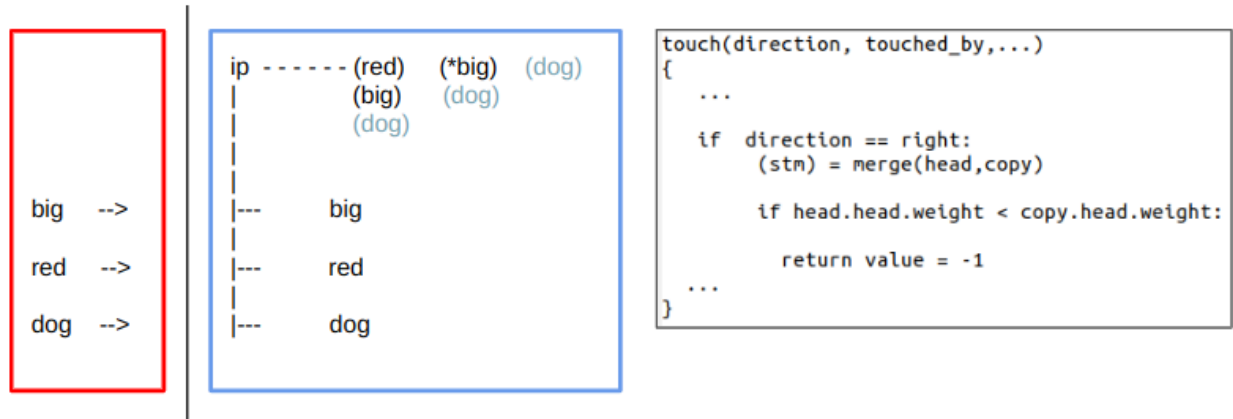 big -->
red -->
dog -->
ip - - - - - - (red) (*big) (dog)
| (big) (dog)
| (dog)
|
|
|--- big
|
|--- red
|
|--- dog
touch(direction, touched_by,...)
{
...
if direction == right:
(stm) = merge(head,copy)
if head.head.weight < copy.head.weight:
return value = -1
...
}